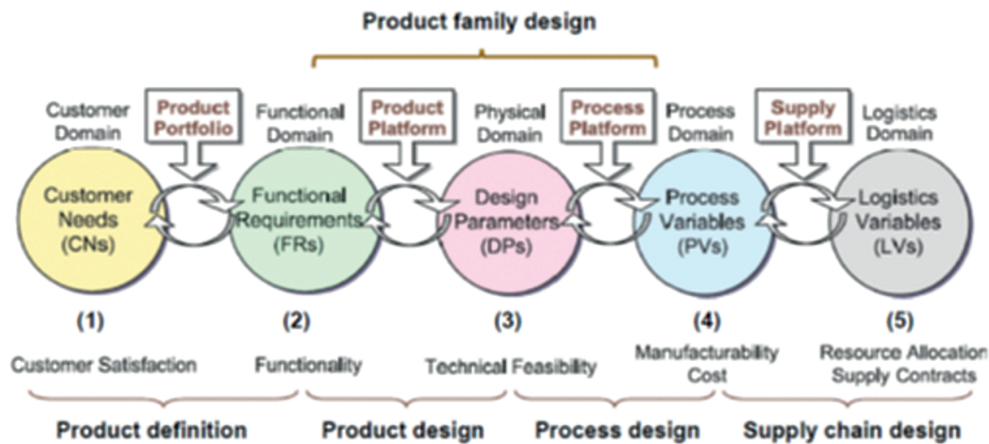 Product family design
Customer
Domain
Product
Portfolio
Functional
Domain
Product
Platform
Physical
Domain
Process
Platform
Process
Domain
Supply
Platform
Logistics
Domain
Customer
Needs
(CNs)
Functional
Requirements
(FRs)
Design
Parameters
(DPs)
Process
Variables
(PVs)
Logistics
Variables
(LVs)
(1)
(2)
(3)
(4)
(5)
Customer Satisfaction
Functionality
Technical Feasibility
Manufacturability
Cost
Resource Allocation
Supply Contracts
Product definition
Product design
Process design
Supply chain design